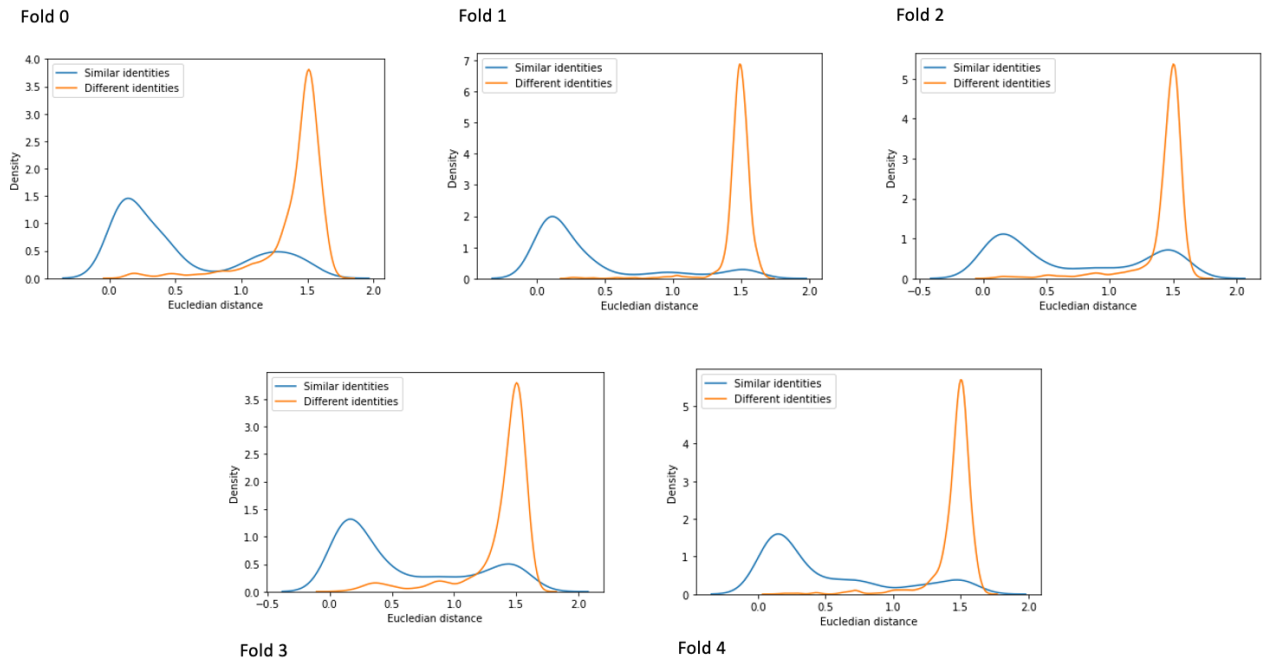 Fold 0
Fold 1
Fold 2
4.0
3.5
3.0
2.5
2.0
1.5
1.0
0.5
0.0
Density
Similar identities
Different identities
0.0 0.5 1.0 1.5 2.0
Eucledian distance
7
6
5
4
3
2
1
0
Density
Similar identities
Different identities
0.0 0.5 1.0 1.5 2.0
Eucledian distance
5
4
3
2
1
0
Density
Similar identities
Different identities
−0.5 0.0 0.5 1.0 1.5 2.0
Eucledian distance
3.5
3.0
2.5
2.0
1.5
1.0
0.5
0.0
Density
Similar identities
Different identities
−0.5 0.0 0.5 1.0 1.5 2.0
Eucledian distance
5
4
3
2
1
0
Density
Similar identities
Different identities
0.0 0.5 1.0 1.5 2.0
Eucledian distance
Fold 3
Fold 4